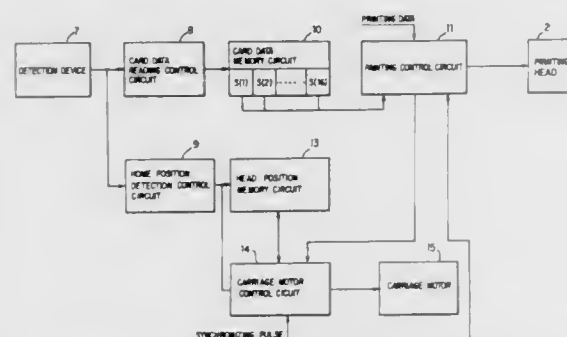 7
8
10
PRINTING DATA
11
2
DETECTION DEVICE
CARD DATA
READING CONTROL
CIRCUIT
CARD DATA
MEMORY CIRCUIT
S(1) S(2) ---- S(16)
PRINTING CONTROL
CIRCUIT
PRINTING
HEAD
9
13
HOME POSITION
DETECTION CONTROL
CIRCUIT
HEAD POSITION
MEMORY CIRCUIT
14
15
CARRIAGE MOTOR
CONTROL CICUIT
CARRIAGE MOTOR
SYNCHRONIZING PULSE